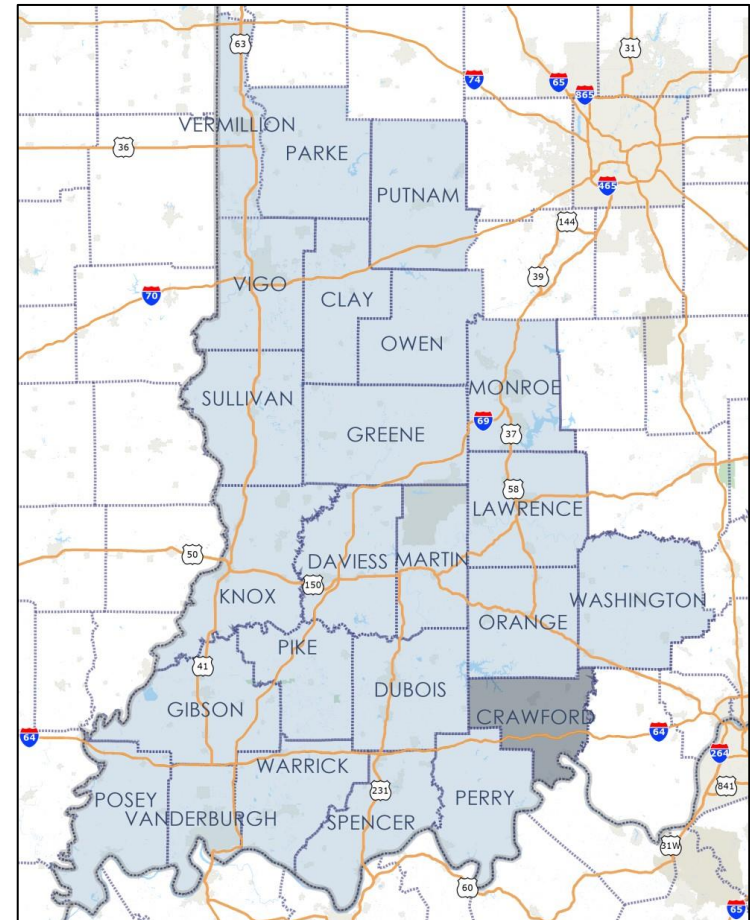 63
31
74
65
865
VERMILLION
36
PARKE
PUTNAM
465
144
39
VIGO
70
CLAY
OWEN
SULLIVAN
MONROE
GREENE
69
37
58
LAWRENCE
50
DAVIESS
MARTIN
150
KNOX
WASHINGTON
ORANGE
PIKE
41
DUBOIS
GIBSON
CRAWFORD
64
64
264
WARRICK
841
POSEY
231
PERRY
VANDERBURGH
SPENCER
31W
60
65